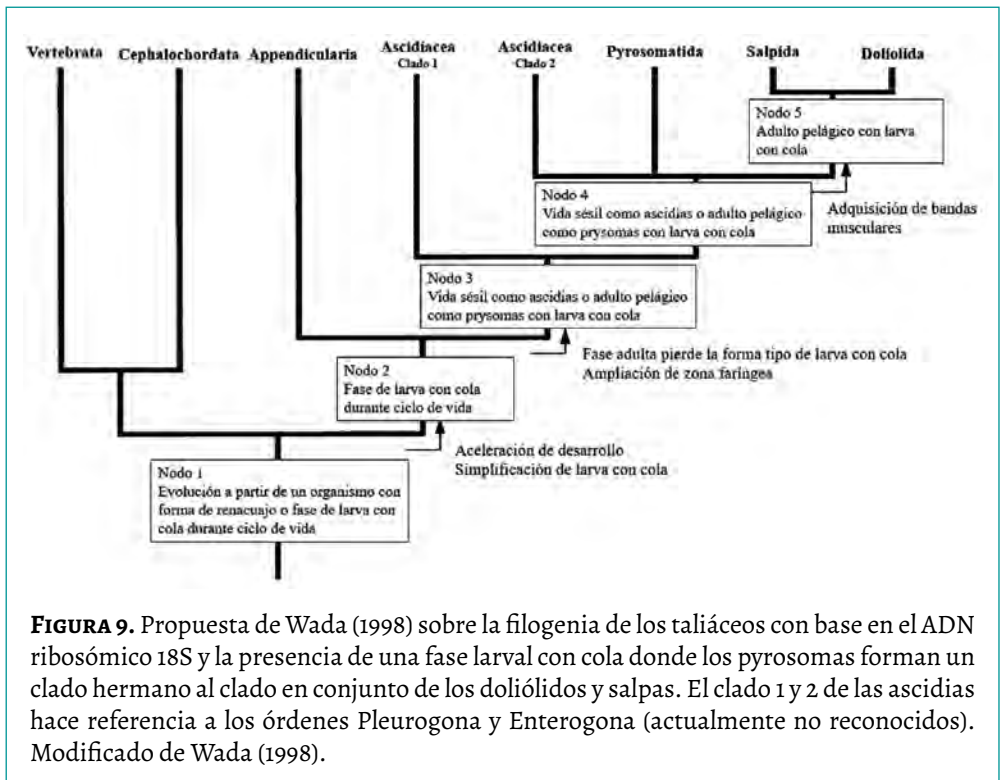 Vertebrata Cephalochordata Appendicularia Ascidiacea Ascidiacea Pyrosomatida Salpida Doliolida
Clado 1 Clado 2
Nodo 5
Adulto pelágico con larva
con cola
Nodo 4
Vida sésil como ascidias o adulto pelágico
como prysomas con larva con cola
Adquisición de bandas
musculares
Nodo 3
Vida sésil como ascidias o adulto pelágico
como prysomas con larva con cola
Fase adulta pierde la forma tipo de larva con cola
Ampliación de zona faríngea
Nodo 2
Fase de larva con cola
durante ciclo de vida
Aceleración de desarrollo
Simplificación de larva con cola
Nodo 1
Evolución a partir de un organismo con
forma de renacuajo o fase de larva con
cola durante ciclo de vida
FIGURA 9. Propuesta de Wada (1998) sobre la filogenia de los taliáceos con base en el ADN
ribosómico 18S y la presencia de una fase larval con cola donde los pyrosomas forman un
clado hermano al clado en conjunto de los doliólidos y salpas. El clado 1 y 2 de las ascidias
hace referencia a los órdenes Pleurogona y Enterogona (actualmente no reconocidos).
Modificado de Wada (1998).